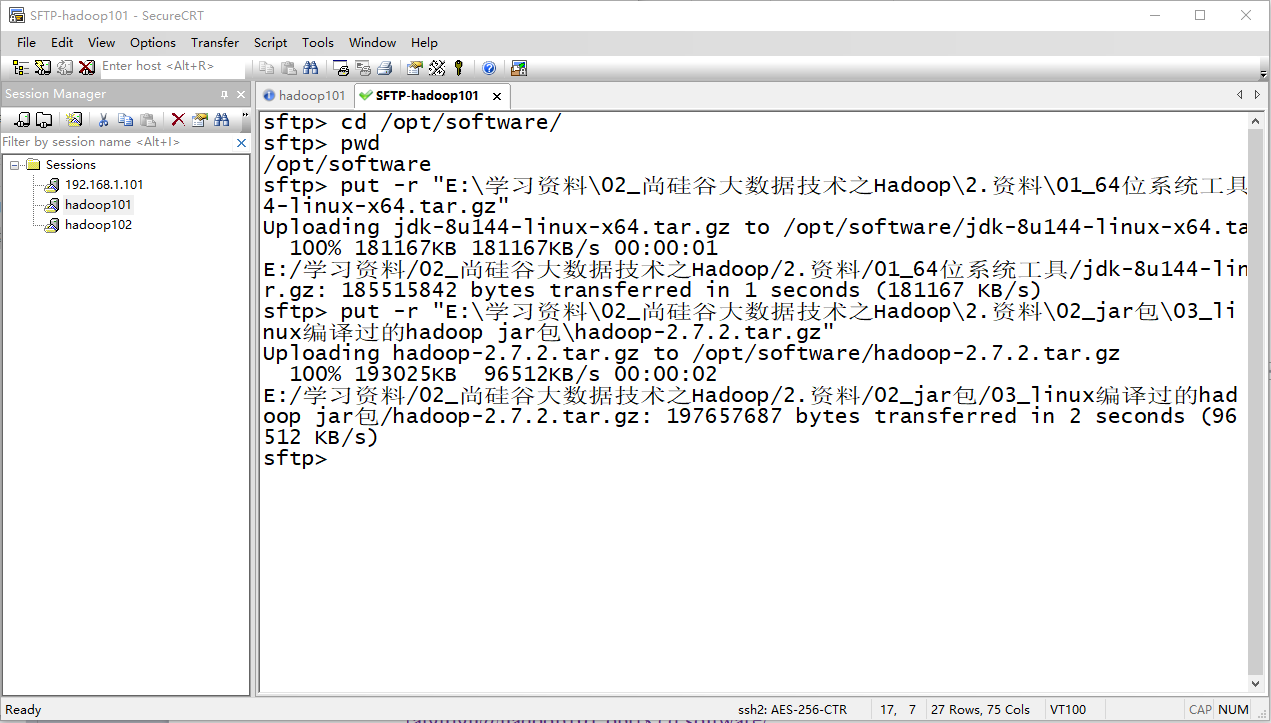 SFTP-hadoop101 - SecureCRT
File Edit View Options Transfer Script Tools Window Help
Enter host <Alt+R>
Session Manager
hadoop101
SFTP-hadoop101
Filter by session name <Alt+I>
Sessions
192.168.1.101
hadoop101
hadoop102
sftp> cd /opt/software/
sftp> pwd
/opt/software
sftp> put -r "E:\学习资料\02_尚硅谷大数据技术之Hadoop\2.资料\01_64位系统工具
4-linux-x64.tar.gz"
Uploading jdk-8u144-linux-x64.tar.gz to /opt/software/jdk-8u144-linux-x64.ta
100% 181167KB 181167KB/s 00:00:01
E:/学习资料/02_尚硅谷大数据技术之Hadoop/2.资料/01_64位系统工具/jdk-8u144-lin
r.gz: 185515842 bytes transferred in 1 seconds (181167 KB/s)
sftp> put -r "E:\学习资料\02_尚硅谷大数据技术之Hadoop\2.资料\02_jar包\03_li
nux编译过的hadoop jar包\hadoop-2.7.2.tar.gz"
Uploading hadoop-2.7.2.tar.gz to /opt/software/hadoop-2.7.2.tar.gz
100% 193025KB  96512KB/s 00:00:02
E:/学习资料/02_尚硅谷大数据技术之Hadoop/2.资料/02_jar包/03_linux编译过的had
oop jar包/hadoop-2.7.2.tar.gz: 197657687 bytes transferred in 2 seconds (96
512 KB/s)
sftp>
Ready
ssh2: AES-256-CTR
17, 7
27 Rows, 75 Cols
VT100
CAP NUM